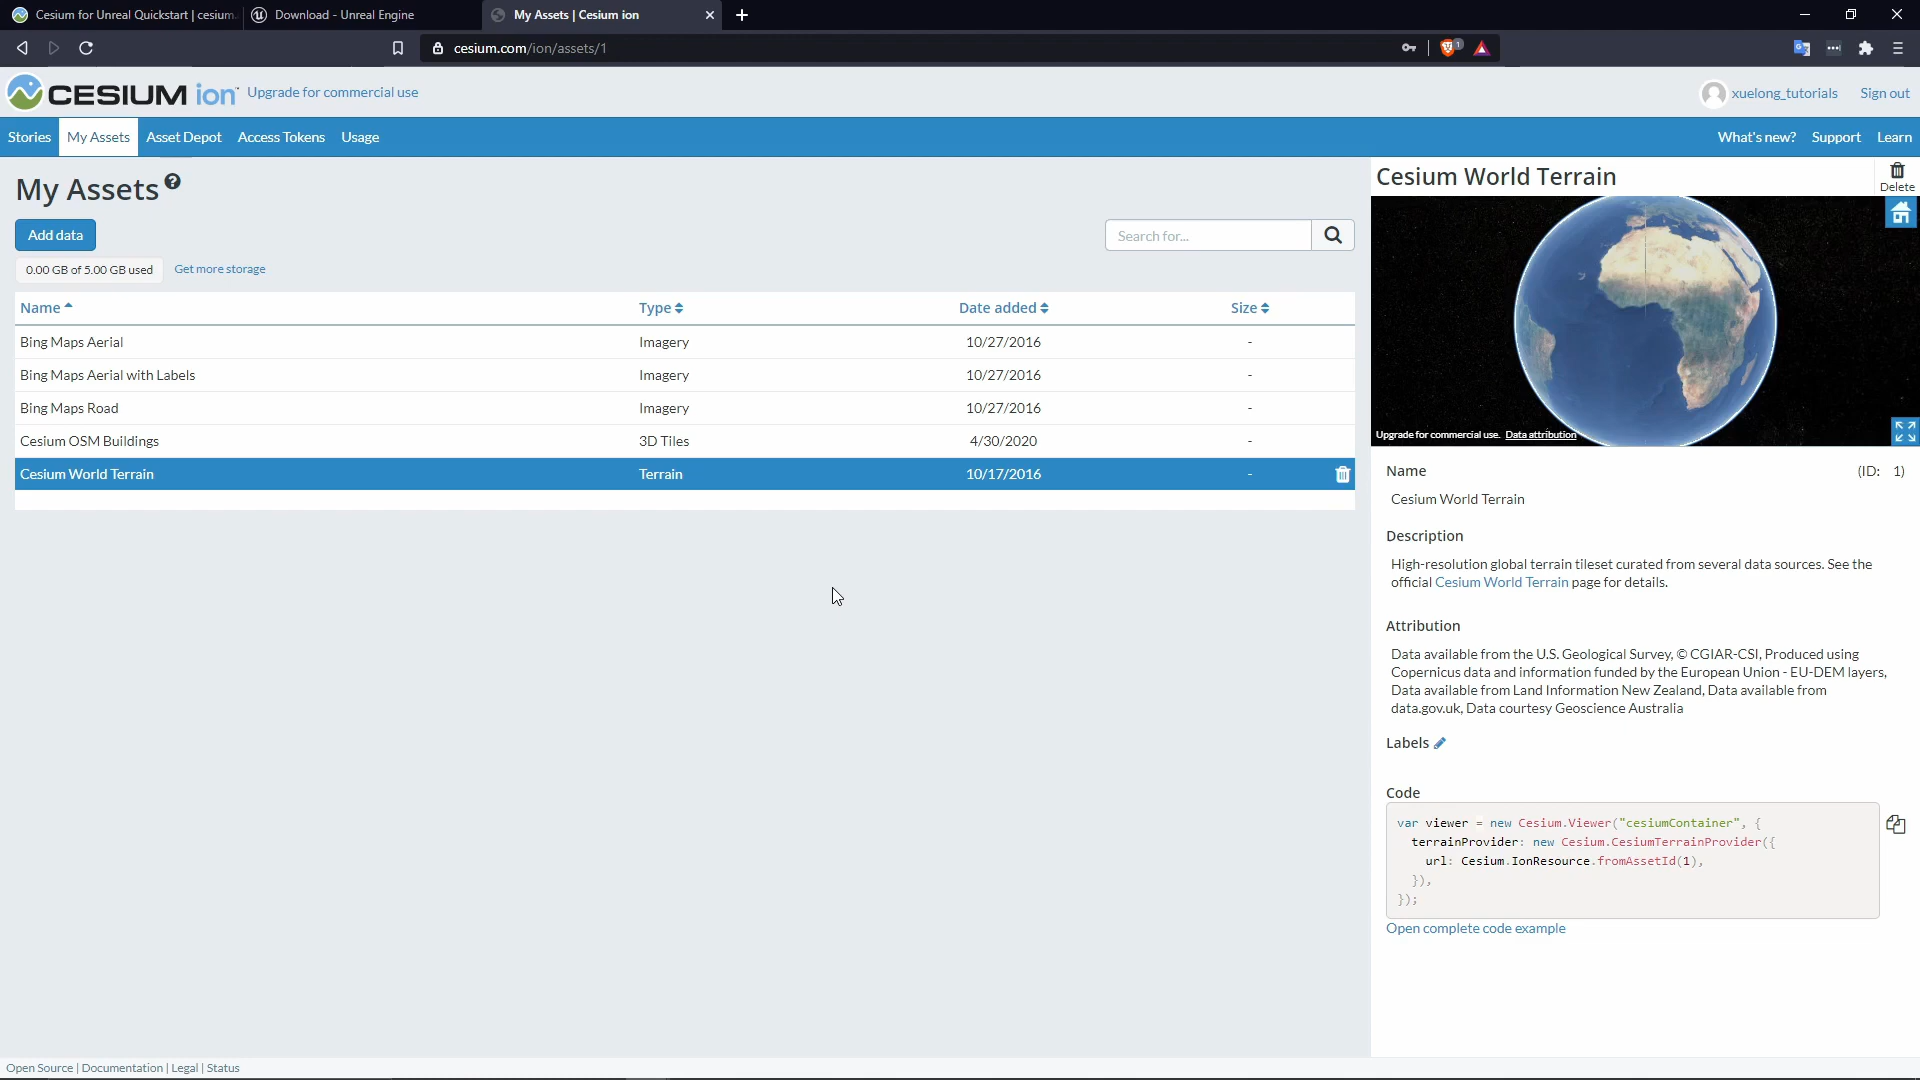 Cesium for Unreal Quickstart | cesium.
Download - Unreal Engine
My Assets | Cesium ion
cesium.com/ion/assets/1
1
CESIUM ion
Upgrade for commercial use
xuelong_tutorials
Sign out
Stories
My Assets
Asset Depot
Access Tokens
Usage
What's new?
Support
Learn
My Assets
Add data
Search for...
0.00 GB of 5.00 GB used
Get more storage
Name Type Date added Size
Bing Maps Aerial Imagery 10/27/2016 -
Bing Maps Aerial with Labels Imagery 10/27/2016 -
Bing Maps Road Imagery 10/27/2016 -
Cesium OSM Buildings 3D Tiles 4/30/2020 -
Cesium World Terrain Terrain 10/17/2016 -
Cesium World Terrain
Delete
Upgrade for commercial use. Data attribution
Name (ID: 1)
Cesium World Terrain
Description
High-resolution global terrain tileset curated from several data sources. See the
official Cesium World Terrain page for details.
Attribution
Data available from the U.S. Geological Survey, © CGIAR-CSI, Produced using
Copernicus data and information funded by the European Union - EU-DEM layers,
Data available from Land Information New Zealand, Data available from
data.gov.uk, Data courtesy Geoscience Australia
Labels
Code
var viewer = new Cesium.Viewer("cesiumContainer", {
terrainProvider: new Cesium.CesiumTerrainProvider({
url: Cesium.IonResource.fromAssetId(1),
}),
});
Open complete code example
Open Source | Documentation | Legal | Status